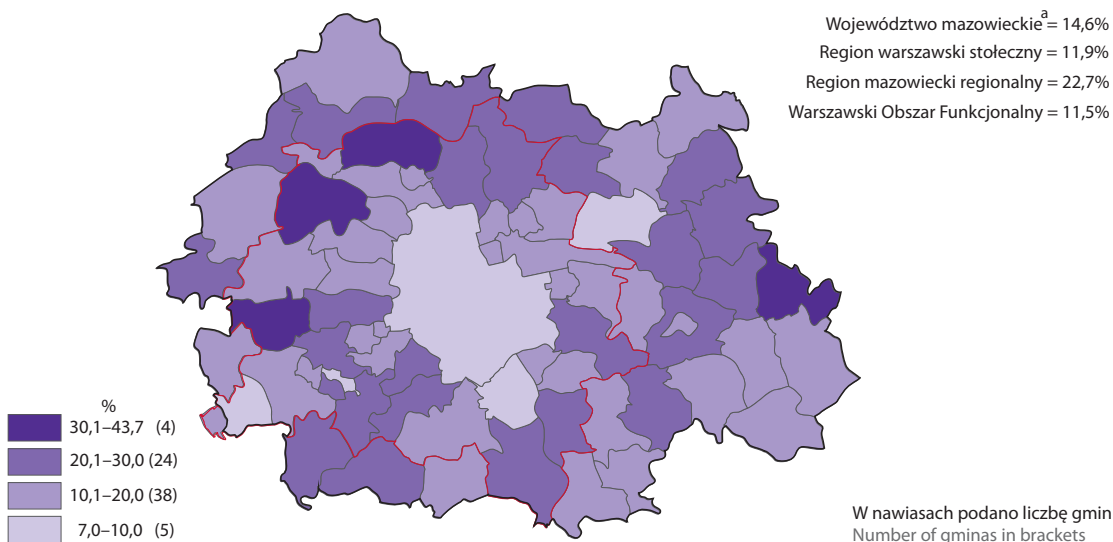 Województwo mazowieckieᵃ = 14,6%
Region warszawski stołeczny = 11,9%
Region mazowiecki regionalny = 22,7%
Warszawski Obszar Funkcjonalny = 11,5%
%
30,1–43,7 (4)
20,1–30,0 (24)
10,1–20,0 (38)
7,0–10,0 (5)
W nawiasach podano liczbę gmin
Number of gminas in brackets